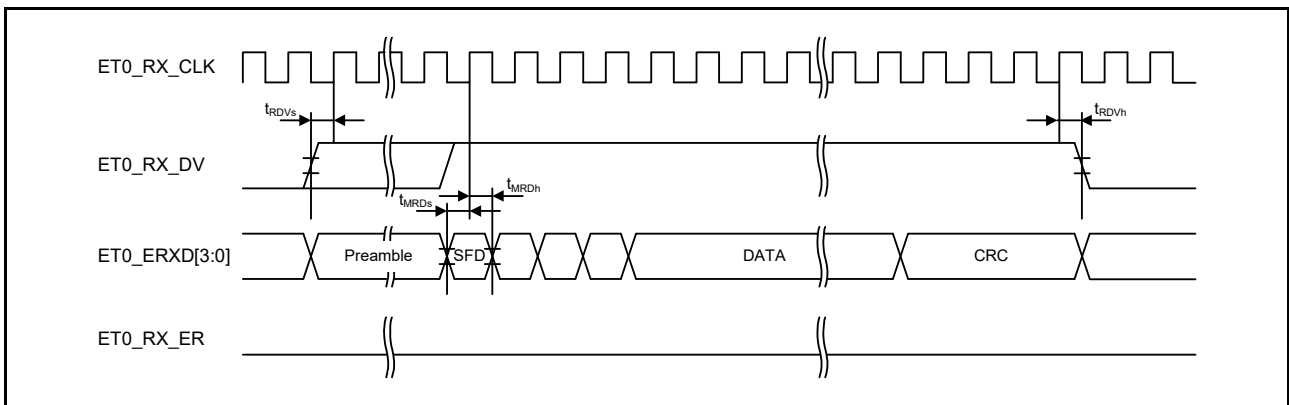 ET0_RX_CLK
tRDVs
tRDVh
ET0_RX_DV
tMRDh
tMRDs
ET0_ERXD[3:0]
Preamble
SFD
DATA
CRC
ET0_RX_ER